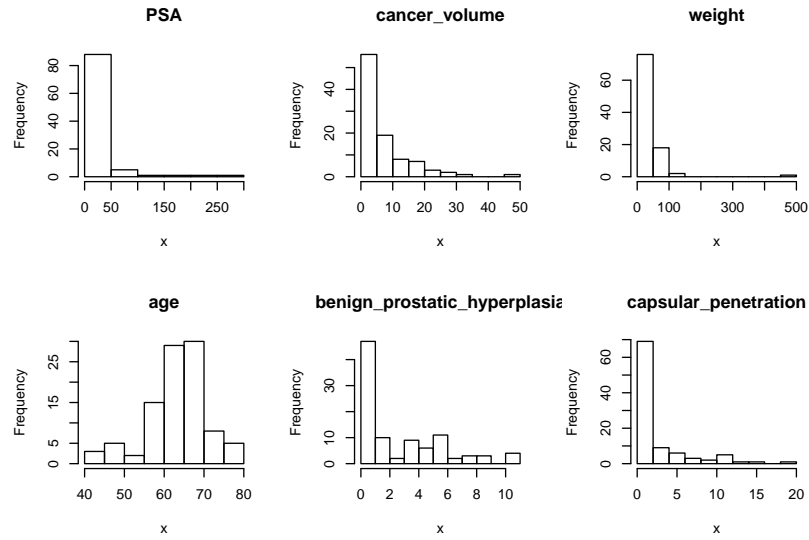 PSA
Frequency
80
60
40
20
0
0 50 150 250
x
cancer_volume
Frequency
40
20
0
0 10 20 30 40 50
x
weight
Frequency
60
40
20
0
0 100 300 500
x
age
Frequency
25
15
5
0
40 50 60 70 80
x
benign_prostatic_hyperplasia
Frequency
30
10
0
0 2 4 6 8 10
x
capsular_penetration
Frequency
60
40
20
0
0 5 10 15 20
x